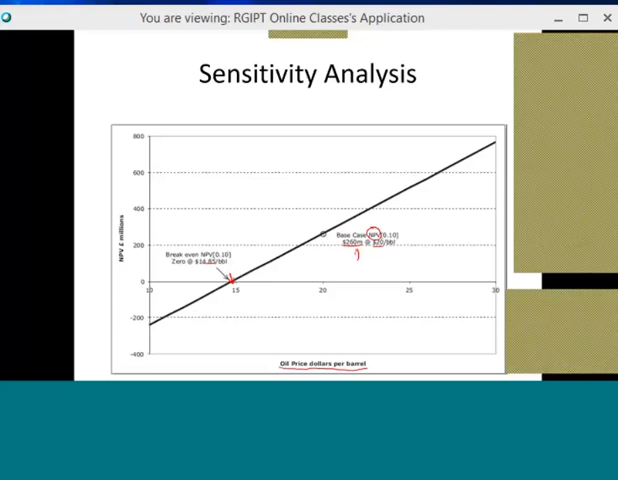 You are viewing: RGIPT Online Classes's Application
Sensitivity Analysis
800
600
400
200
0
-200
-400
NPV £ millions
Base Case NPV[0.10]
$260m @ $20/bbl
Break even NPV[0.10]
Zero @ $14.85/bbl
10
15
20
25
30
Oil Price dollars per barrel